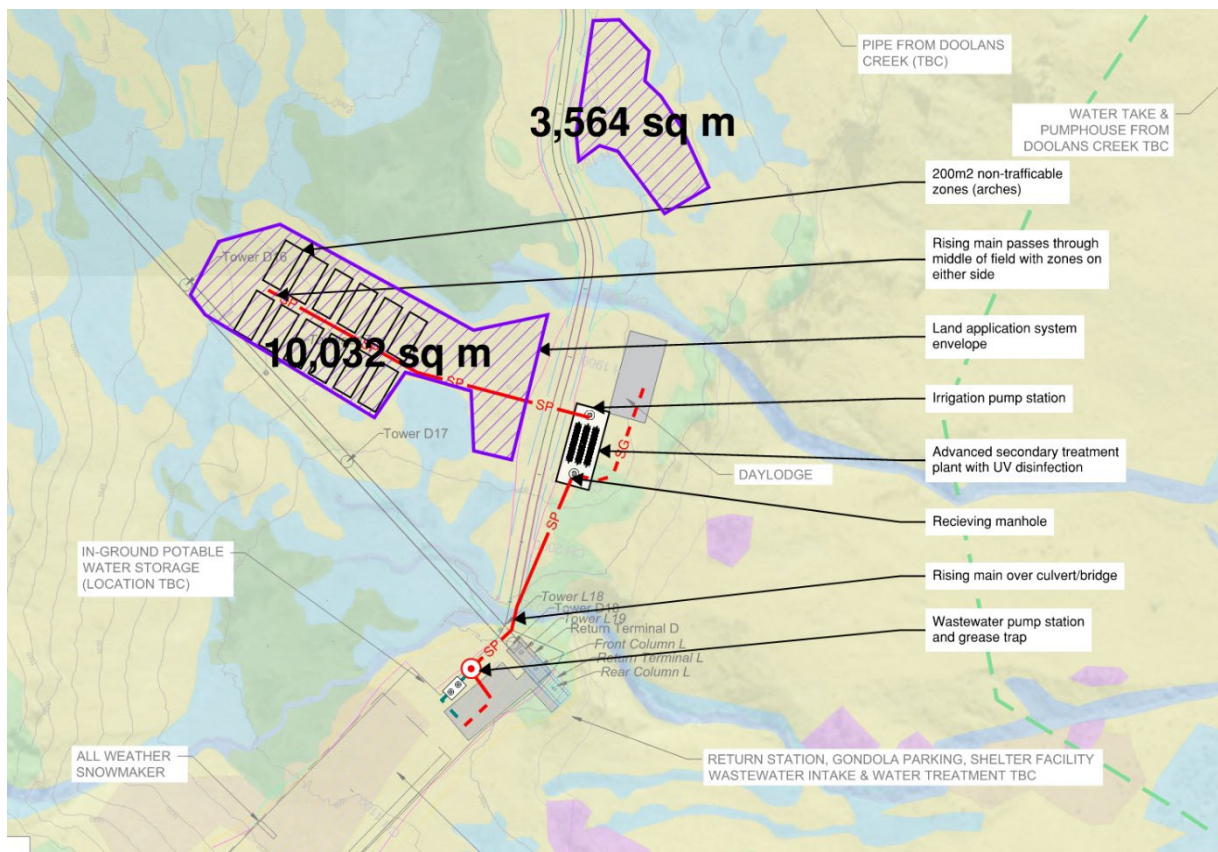 PIPE FROM DOOLANS
CREEK (TBC)
3,564 sq m
WATER TAKE &
PUMPHOUSE FROM
DOOLANS CREEK TBC
200m2 non-trafficable
zones (arches)
Rising main passes through
middle of field with zones on
either side
Tower D16
SP
Land application system
envelope
10,032 sq m
SP
SP
Irrigation pump station
Tower D17
SG
Advanced secondary treatment
plant with UV disinfection
DAYLODGE
SP
Recieving manhole
IN-GROUND POTABLE
WATER STORAGE
(LOCATION TBC)
Rising main over culvert/bridge
Tower L18
Tower D18
Tower L19
Return Terminal D
Wastewater pump station
and grease trap
SP
Front Column L
Return Terminal L
Rear Column L
ALL WEATHER
SNOWMAKER
RETURN STATION, GONDOLA PARKING, SHELTER FACILITY
WASTEWATER INTAKE & WATER TREATMENT TBC